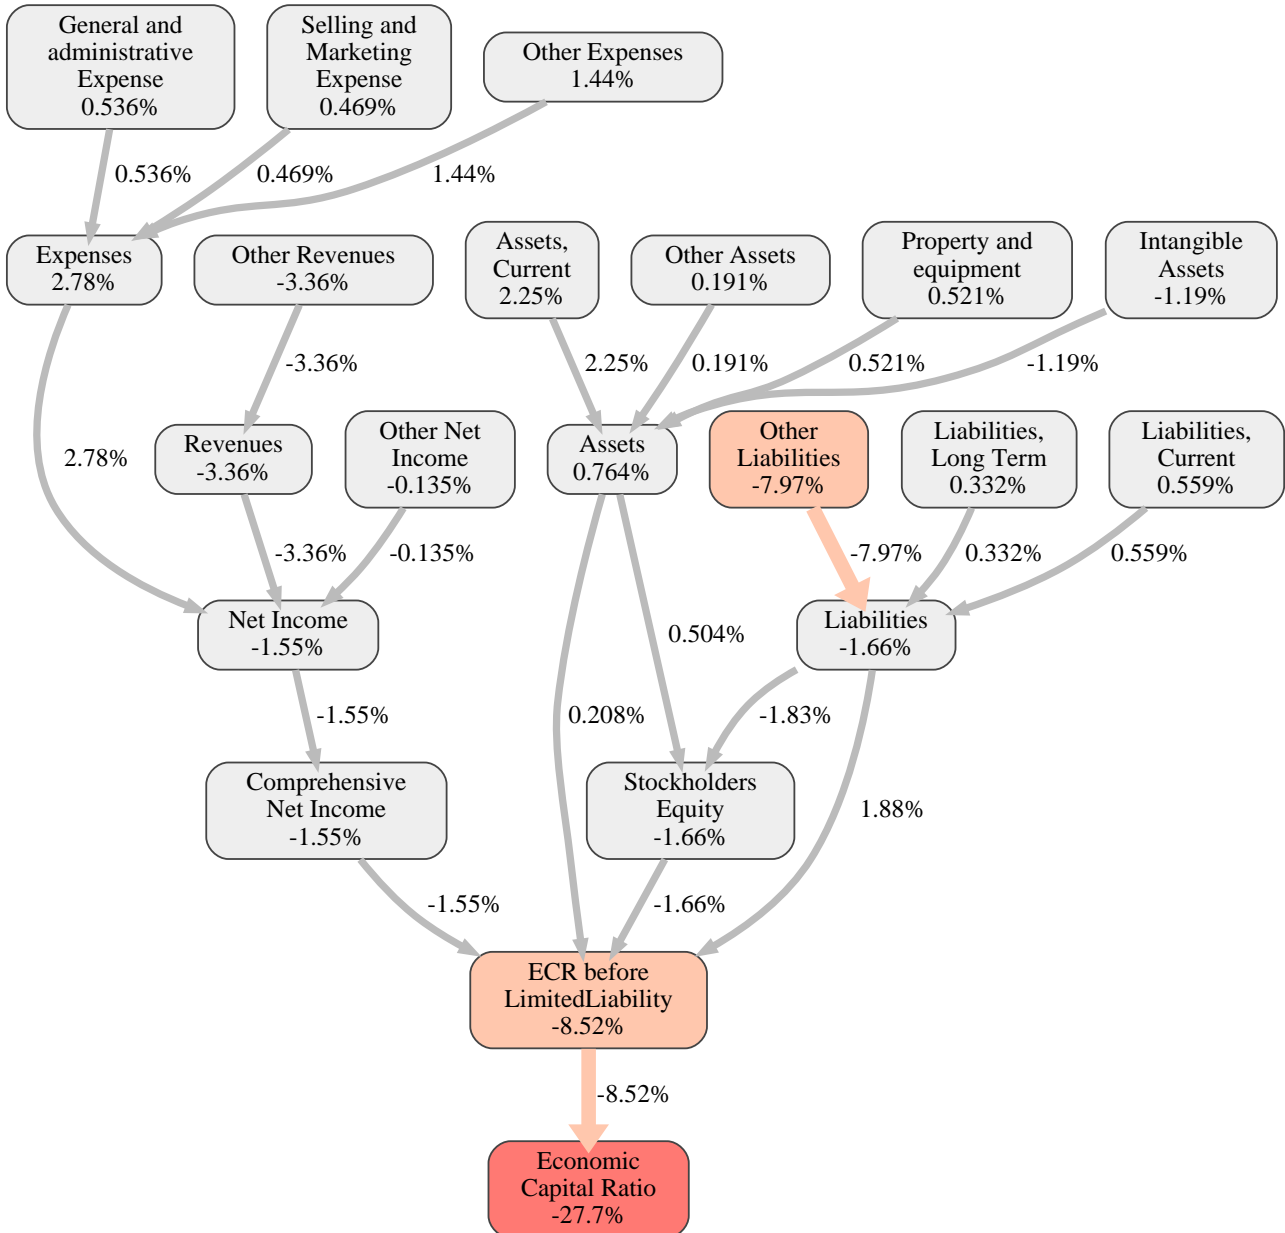 General and
administrative
Expense
0.536%
Selling and
Marketing
Expense
0.469%
Other Expenses
1.44%
0.536%
0.469%
1.44%
Expenses
2.78%
Other Revenues
-3.36%
Assets,
Current
2.25%
Other Assets
0.191%
Property and
equipment
0.521%
Intangible
Assets
-1.19%
-3.36%
2.25%
0.191%
0.521%
-1.19%
2.78%
Revenues
-3.36%
Other Net
Income
-0.135%
Assets
0.764%
Other
Liabilities
-7.97%
Liabilities,
Long Term
0.332%
Liabilities,
Current
0.559%
-3.36%
-0.135%
-7.97%
0.332%
0.559%
Net Income
-1.55%
0.504%
Liabilities
-1.66%
-1.55%
0.208%
-1.83%
Comprehensive
Net Income
-1.55%
Stockholders
Equity
-1.66%
1.88%
-1.55%
-1.66%
ECR before
LimitedLiability
-8.52%
-8.52%
Economic
Capital Ratio
-27.7%